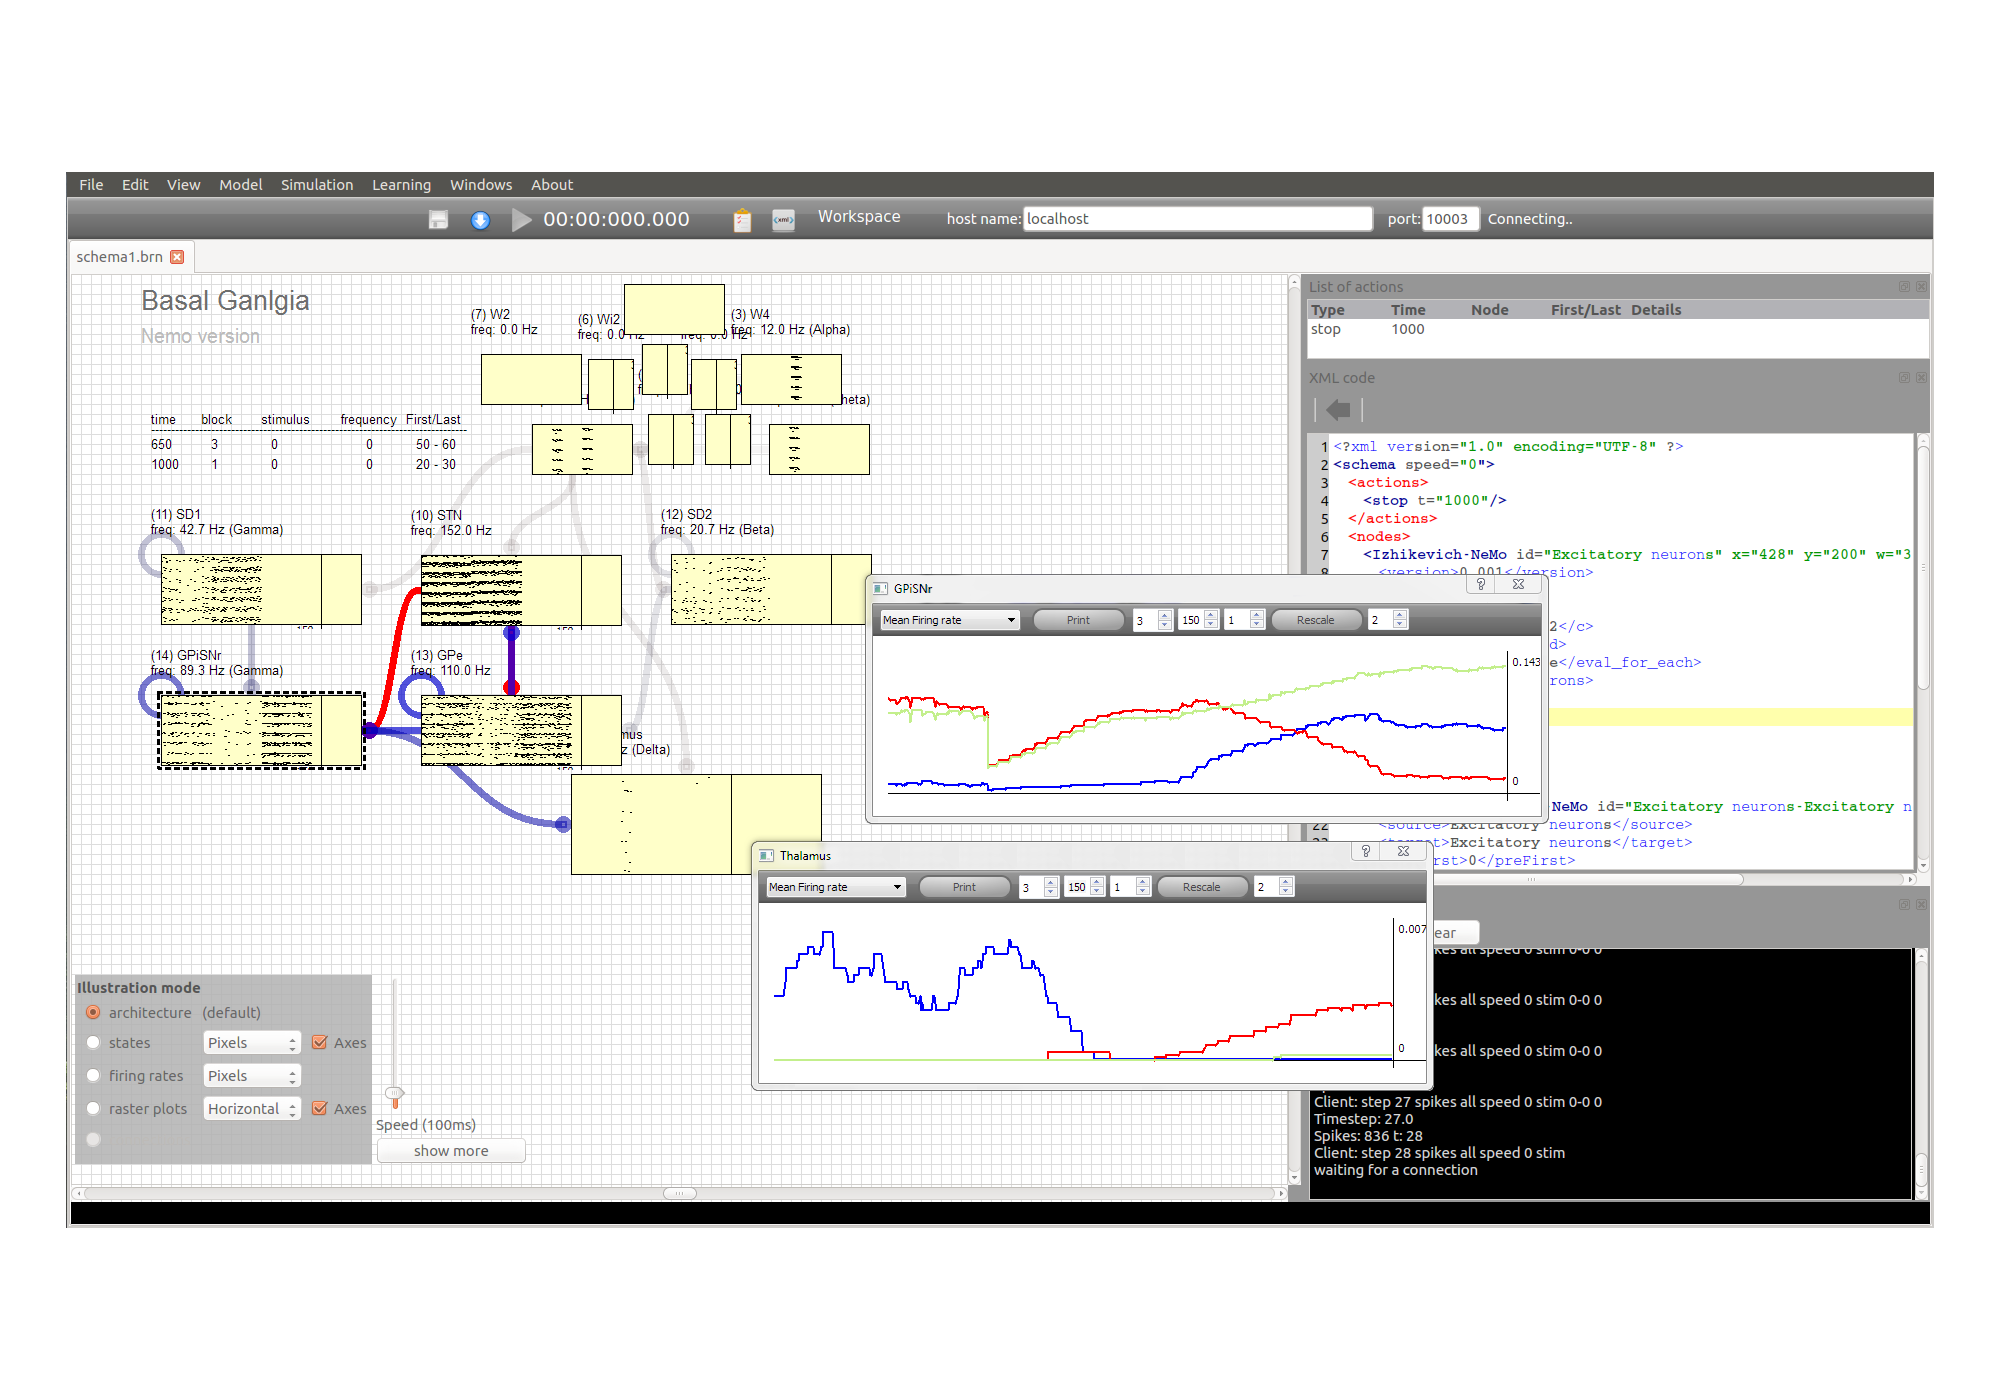 File Edit View Model Simulation Learning Windows About
00:00:000.000 Workspace host name: localhost port: 10003 Connecting..
schema1.brn
Basal Ganlgia
Nemo version
(7) W2
freq: 0.0 Hz
(6) Wi2
freq: 0.0 Hz
(3) W4
freq: 12.0 Hz (Alpha)
time block stimulus frequency First/Last
650 3 0 0 50 - 60
1000 1 0 0 20 - 30
(11) SD1
freq: 42.7 Hz (Gamma)
(10) STN
freq: 152.0 Hz
(12) SD2
freq: 20.7 Hz (Beta)
(14) GPiSNr
freq: 89.3 Hz (Gamma)
(13) GPe
freq: 110.0 Hz
mus
z (Delta)
Illustration mode
architecture (default)
states Pixels Axes
firing rates Pixels
raster plots Horizontal Axes
Speed (100ms)
show more
List of actions
Type Time Node First/Last Details
stop 1000
XML code
1 <?xml version="1.0" encoding="UTF-8" ?>
2 <schema speed="0">
3 <actions>
4 <stop t="1000"/>
5 </actions>
6 <nodes>
7 <Izhikevich-NeMo id="Excitatory neurons" x="428" y="200" w="3
8 <version>0.001</version>
2</c>
d>
e</eval_for_each>
rons>
NeMo id="Excitatory neurons-Excitatory n
22 <source>Excitatory neurons</source>
<target>Excitatory neurons</target>
rst>0</preFirst>
GPiSNr
Mean Firing rate Print 3 150 1 Rescale 2
0.143
0
Thalamus
Mean Firing rate Print 3 150 1 Rescale 2
0.007
0
ear
kes all speed 0 stim 0-0 0
kes all speed 0 stim 0-0 0
kes all speed 0 stim 0-0 0
Client: step 27 spikes all speed 0 stim 0-0 0
Timestep: 27.0
Spikes: 836 t: 28
Client: step 28 spikes all speed 0 stim
waiting for a connection